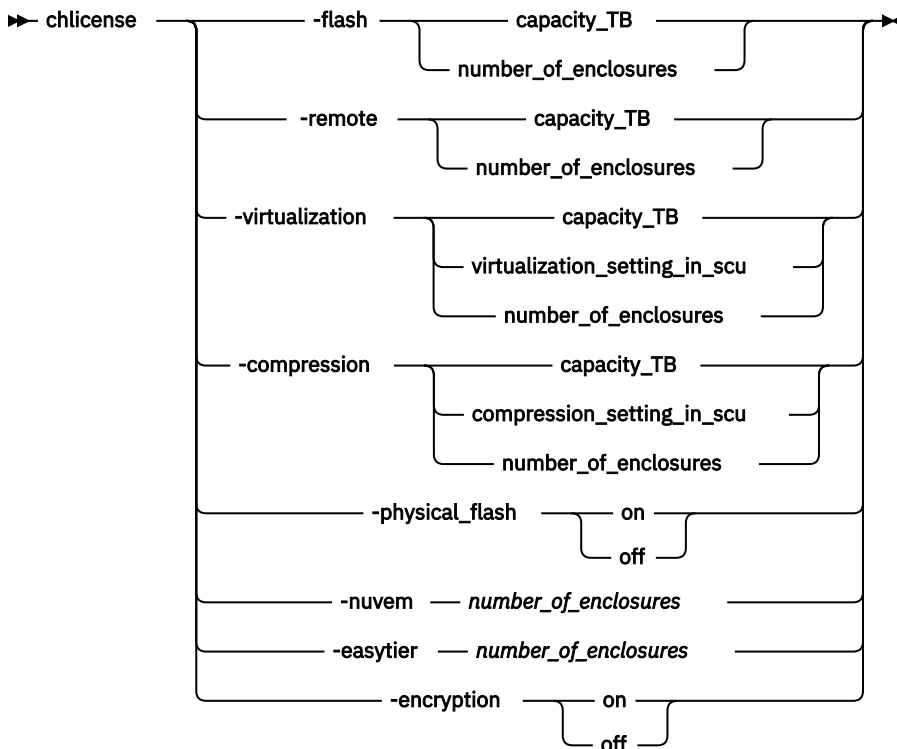 chlicense -flash capacity_TB
number_of_enclosures
-remote capacity_TB
number_of_enclosures
-virtualization capacity_TB
virtualization_setting_in_scu
number_of_enclosures
-compression capacity_TB
compression_setting_in_scu
number_of_enclosures
-physical_flash on
off
-nuvem number_of_enclosures
-easytier number_of_enclosures
-encryption on
off